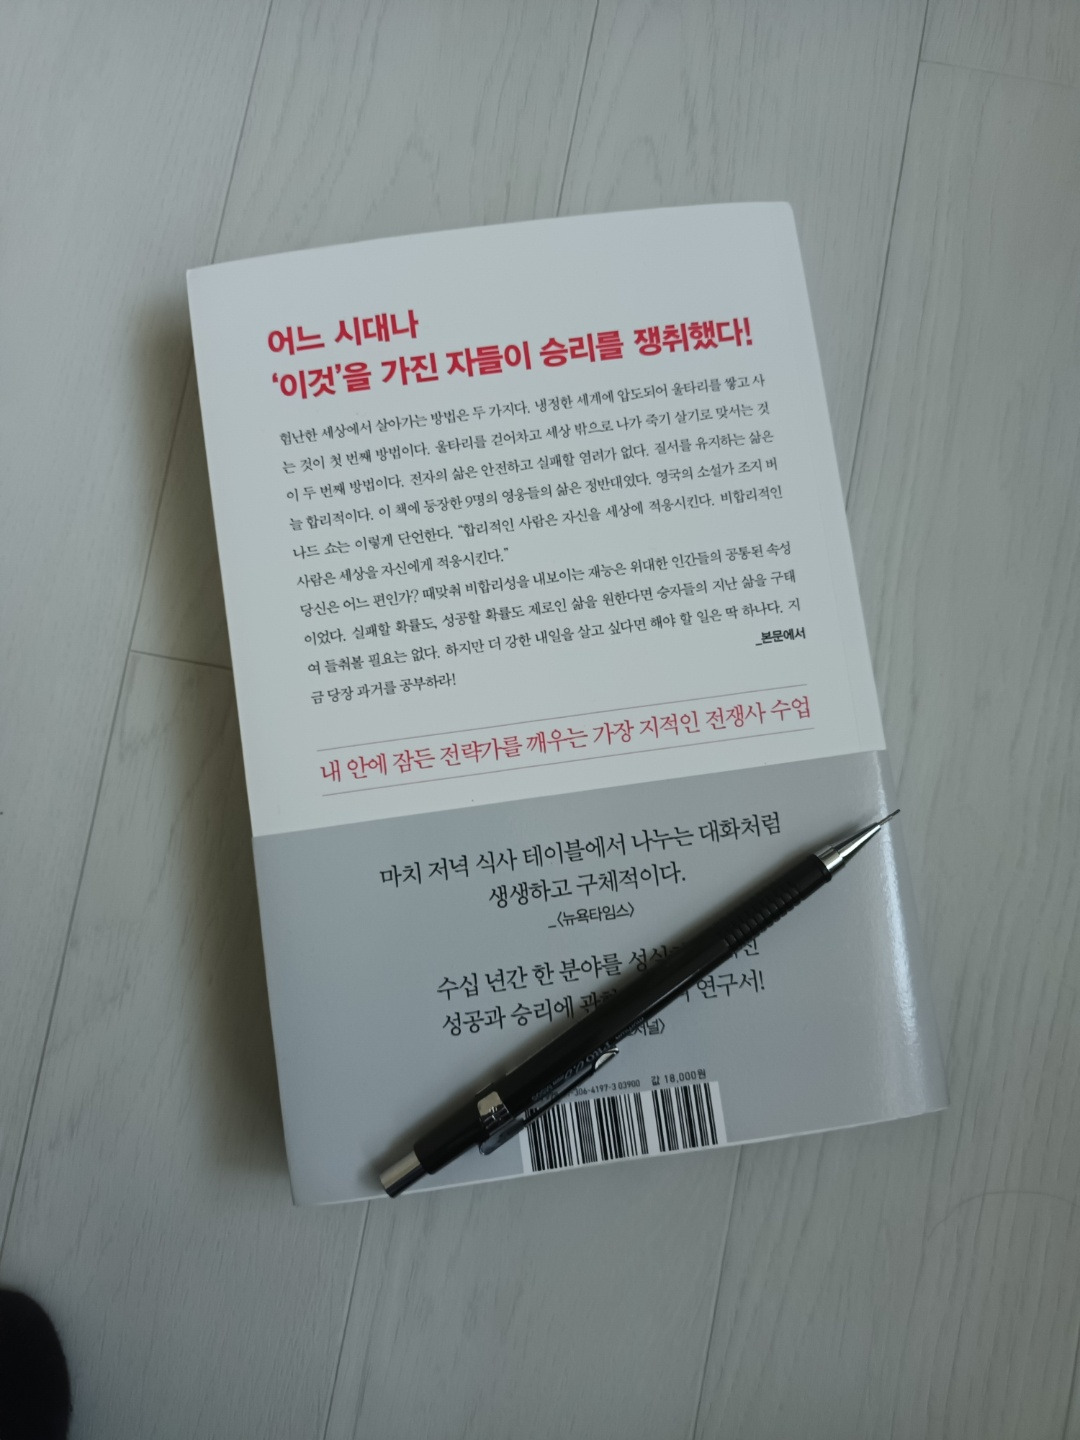 어느 시대나
‘이것’을 가진 자들이 승리를 쟁취했다!
험난한 세상에서 살아가는 방법은 두 가지다. 냉정한 세계에 압도되어 울타리를 쌓고 사
는 것이 첫 번째 방법이다. 울타리를 걷어차고 세상 밖으로 나가 죽기 살기로 맞서는 것
이 두 번째 방법이다. 전자의 삶은 안전하고 실패할 염려가 없다. 질서를 유지하는 삶은
늘 합리적이다. 이 책에 등장한 9명의 영웅들의 삶은 정반대였다. 영국의 소설가 조지 버
나드 쇼는 이렇게 단언한다. “합리적인 사람은 자신을 세상에 적응시킨다. 비합리적인
사람은 세상을 자신에게 적응시킨다.”
당신은 어느 편인가? 때맞춰 비합리성을 내보이는 재능은 위대한 인간들의 공통된 속성
이었다. 실패할 확률도, 성공할 확률도 제로인 삶을 원한다면 승자들의 지난 삶을 구태
여 들춰볼 필요는 없다. 하지만 더 강한 내일을 살고 싶다면 해야 할 일은 딱 하나다. 지
금 당장 과거를 공부하라!
_본문에서
내 안에 잠든 전략가를 깨우는 가장 지적인 전쟁사 수업
마치 저녁 식사 테이블에서 나누는 대화처럼
생생하고 구체적이다.
_〈뉴욕타임스〉
수십 년간 한 분야를
성공과 승리에 연구서!
306-4197-3 03900 값 18,000원